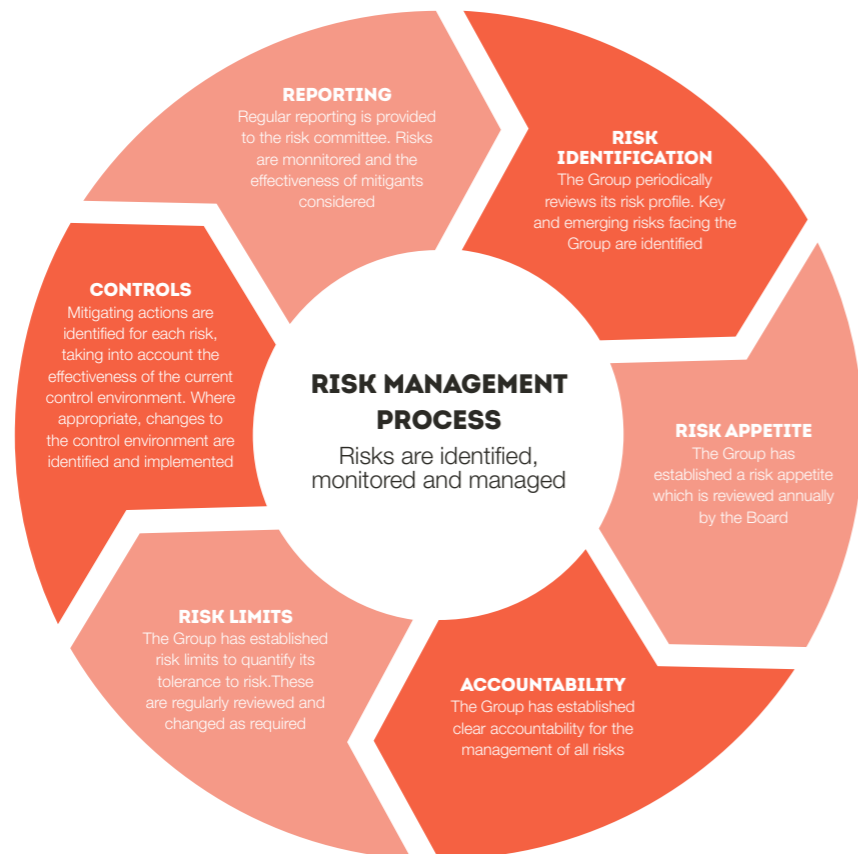 REPORTING
Regular reporting is provided
to the risk committee. Risks
are monnitored and the
effectiveness of mitigants
considered
RISK
IDENTIFICATION
The Group periodically
reviews its risk profile. Key
and emerging risks facing the
Group are identified
CONTROLS
Mitigating actions are
identified for each risk,
taking into account the
effectiveness of the current
control environment. Where
appropriate, changes to
the control environment are
identified and implemented
RISK MANAGEMENT
PROCESS
Risks are identified,
monitored and managed
RISK APPETITE
The Group has
established a risk appetite
which is reviewed annually
by the Board
RISK LIMITS
The Group has established
risk limits to quantify its
tolerance to risk.These
are regularly reviewed and
changed as required
ACCOUNTABILITY
The Group has established
clear accountability for the
management of all risks